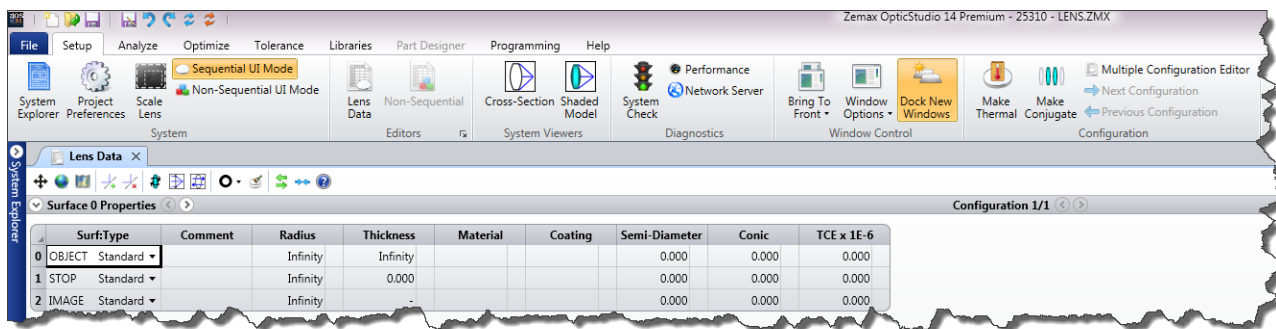 Zemax OpticStudio 14 Premium - 25310 - LENS.ZMX
File Setup Analyze Optimize Tolerance Libraries Part Designer Programming Help
System Explorer
Project Preferences
Scale Lens
Sequential UI Mode
Non-Sequential UI Mode
System
Lens Data
Non-Sequential
Editors
Cross-Section
Shaded Model
System Viewers
System Check
Performance
Network Server
Diagnostics
Bring To Front
Window Options
Dock New Windows
Window Control
Make Thermal
Make Conjugate
Multiple Configuration Editor
Next Configuration
Previous Configuration
Configuration
System Explorer
Lens Data
Surface 0 Properties Configuration 1/1
Surf:Type Comment Radius Thickness Material Coating Semi-Diameter Conic TCE x 1E-6
0 OBJECT Standard Infinity Infinity 0.000 0.000 0.000
1 STOP Standard Infinity 0.000 0.000 0.000 0.000
2 IMAGE Standard Infinity - 0.000 0.000 0.000